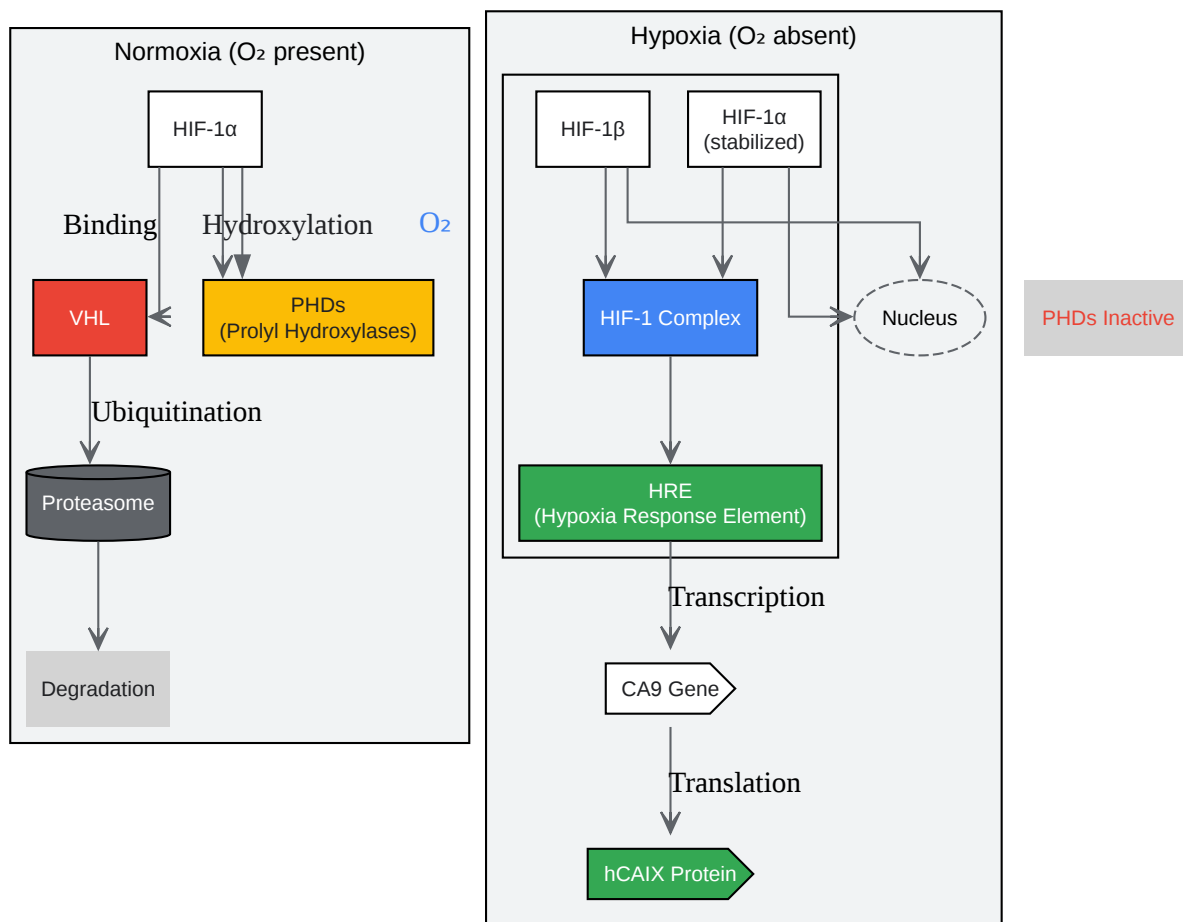 Normoxia (O₂ present)
HIF-1α
Binding
Hydroxylation
O₂
VHL
PHDs
(Prolyl Hydroxylases)
Ubiquitination
Proteasome
Degradation
Hypoxia (O₂ absent)
HIF-1β
HIF-1α
(stabilized)
HIF-1 Complex
Nucleus
HRE
(Hypoxia Response Element)
Transcription
CA9 Gene
Translation
hCAIX Protein
PHDs Inactive